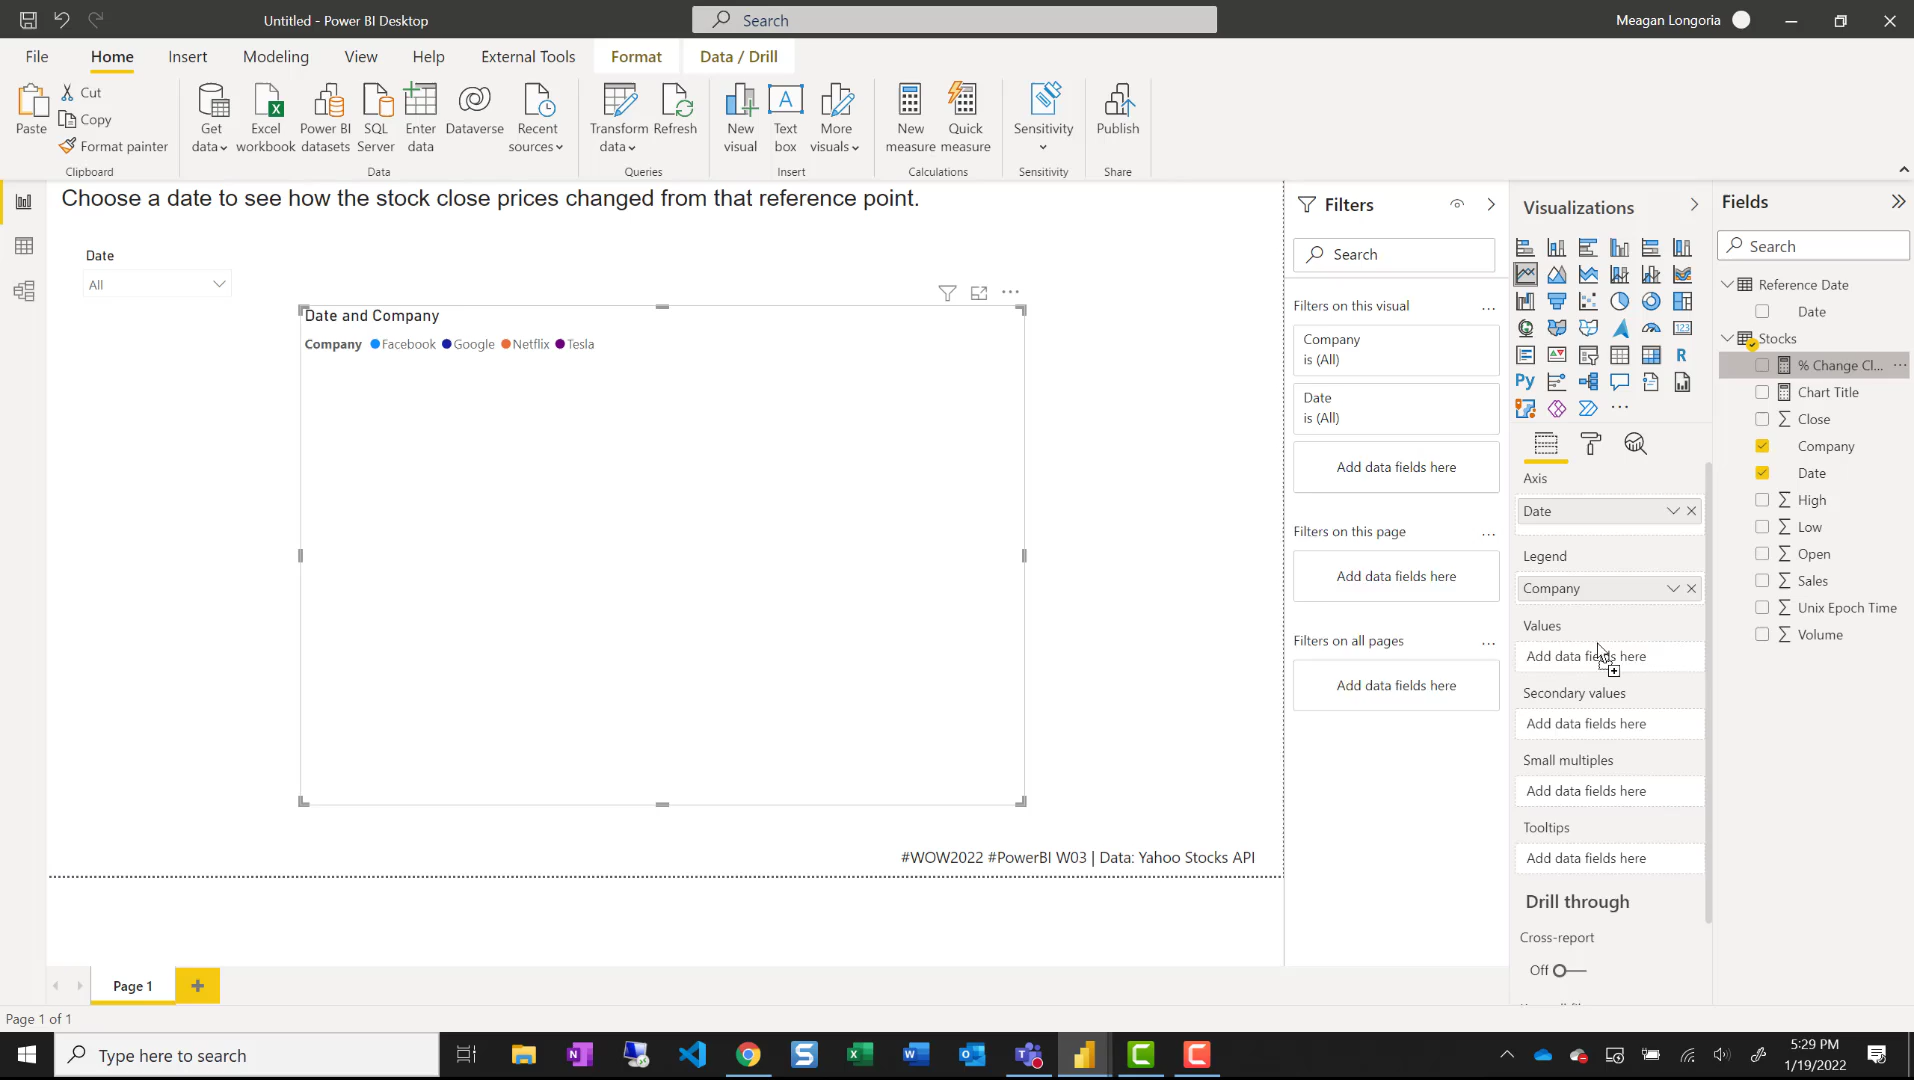 Untitled - Power BI Desktop
Search
Meagan Longoria
File
Home
Insert
Modeling
View
Help
External Tools
Format
Data / Drill
Paste
Cut
Copy
Format painter
Clipboard
Get data
Excel workbook
Power BI datasets
SQL Server
Enter data
Dataverse
Recent sources
Data
Transform data
Refresh
Queries
New visual
Text box
More visuals
Insert
New measure
Quick measure
Calculations
Sensitivity
Sensitivity
Publish
Share
Choose a date to see how the stock close prices changed from that reference point.
Date
All
Date and Company
Company Facebook Google Netflix Tesla
#WOW2022 #PowerBI W03 | Data: Yahoo Stocks API
Page 1
Page 1 of 1
Filters
Search
Filters on this visual
Company
is (All)
Date
is (All)
Add data fields here
Filters on this page
Add data fields here
Filters on all pages
Add data fields here
Visualizations
R
Py
123
Axis
Date
Legend
Company
Values
Add data fields here
Secondary values
Add data fields here
Small multiples
Add data fields here
Tooltips
Add data fields here
Drill through
Cross-report
Off
Fields
Search
Reference Date
Date
Stocks
% Change Cl...
Chart Title
Close
Company
Date
High
Low
Open
Sales
Unix Epoch Time
Volume
Type here to search
5:29 PM
1/19/2022